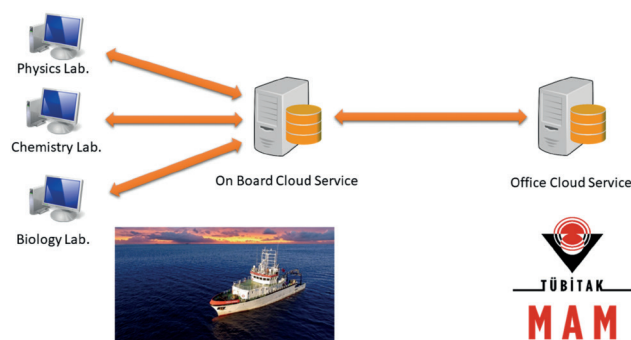 Physics Lab.
Chemistry Lab.
Biology Lab.
On Board Cloud Service
Office Cloud Service
TÜBİTAK
MAM